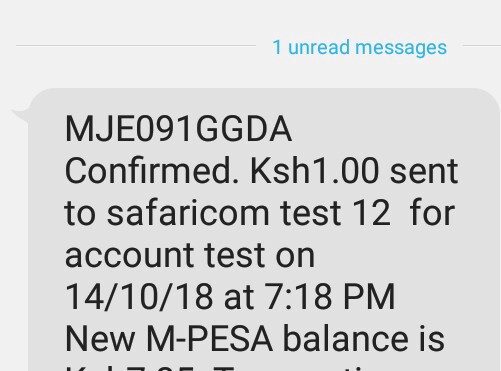 1 unread messages
MJE091GGDA
Confirmed. Ksh1.00 sent
to safaricom test 12  for
account test on
14/10/18 at 7:18 PM
New M-PESA balance is